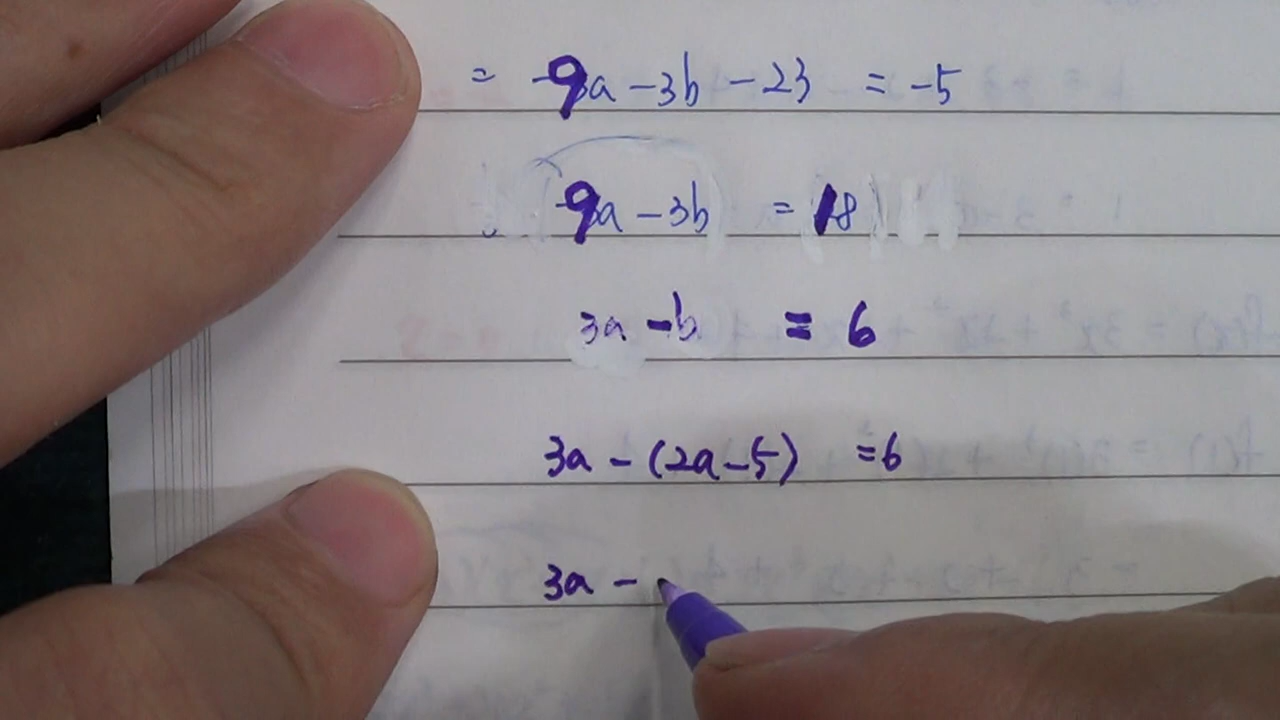 = 9a - 3b - 23 = -5
9a - 3b = 18
3a - b = 6
3a - (2a - 5) = 6
3a -